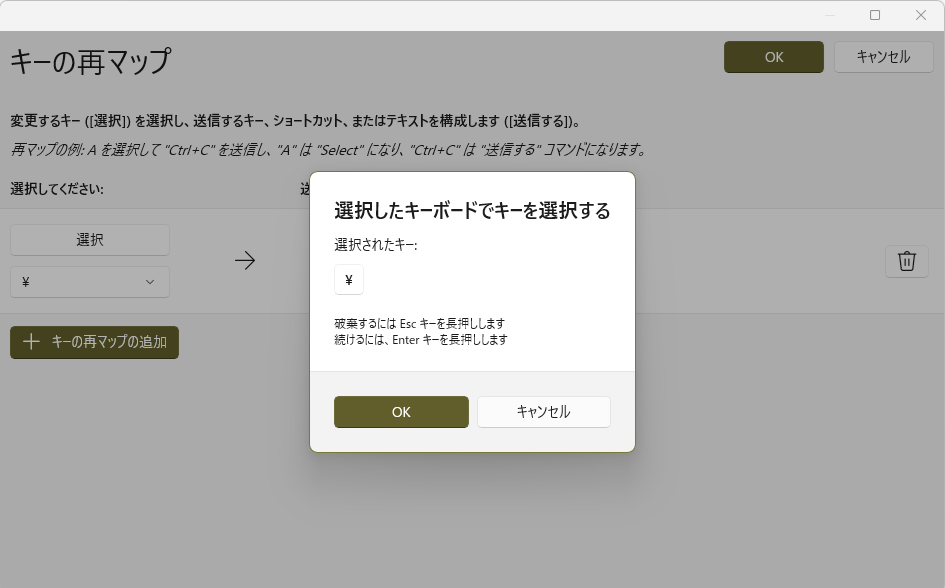 キーの再マップ
OK
キャンセル
変更するキー ([選択]) を選択し、送信するキー、ショートカット、またはテキストを構成します ([送信する])。
再マップの例: A を選択して "Ctrl+C" を送信し、"A" は "Select" になり、"Ctrl+C" は "送信する" コマンドになります。
選択してください:
送
選択
¥
キーの再マップの追加
選択したキーボードでキーを選択する
選択されたキー:
¥
破棄するには Esc キーを長押しします
続けるには、Enter キーを長押しします
OK
キャンセル